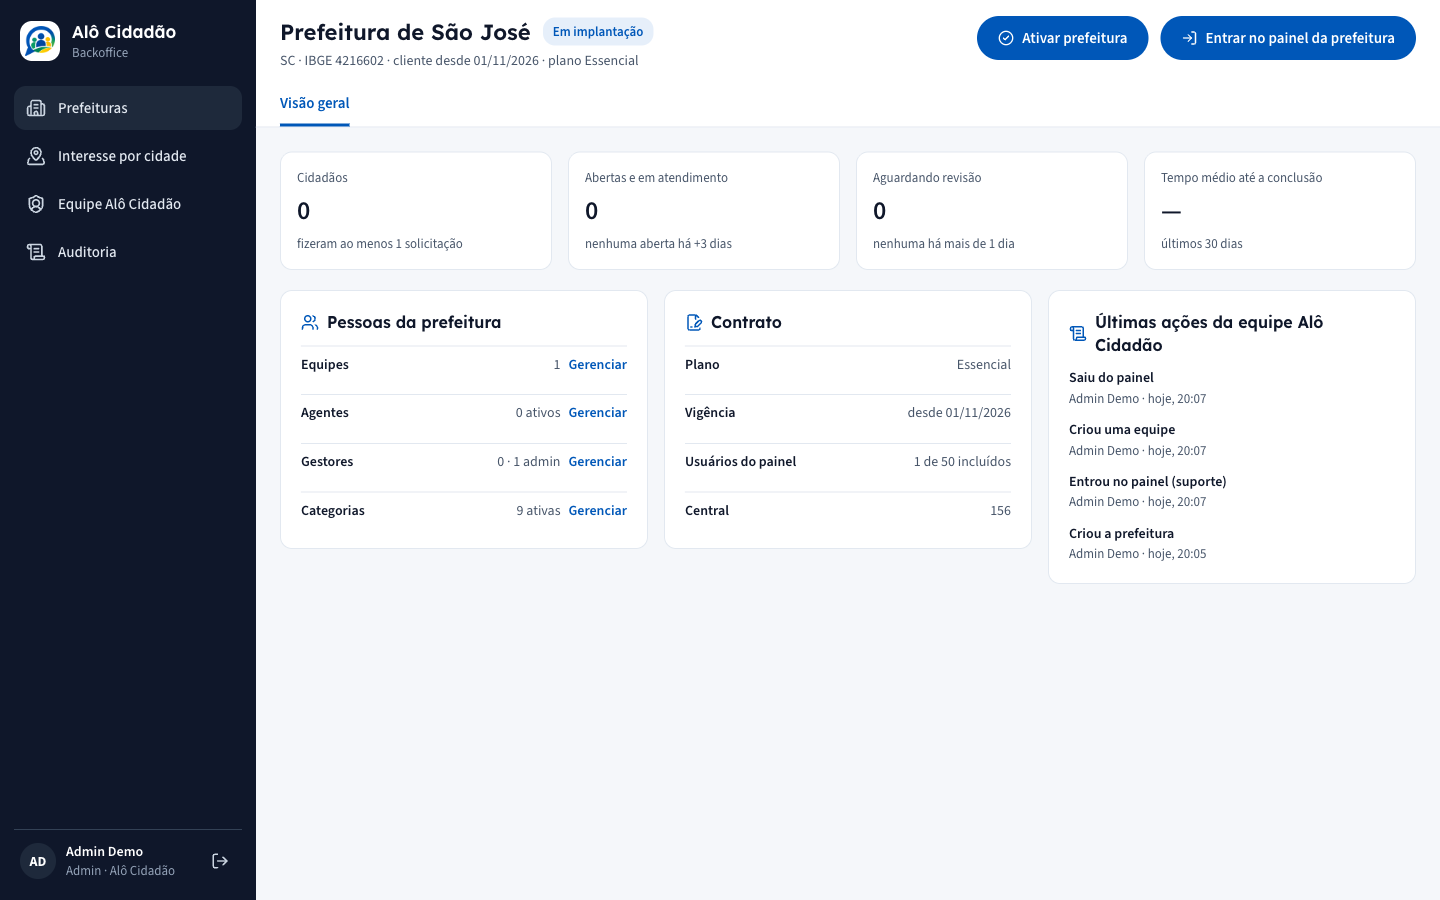 Alô Cidadão
Backoffice
Prefeituras
Interesse por cidade
Equipe Alô Cidadão
Auditoria
AD
Admin Demo
Admin · Alô Cidadão
Prefeitura de São José
Em implantação
SC · IBGE 4216602 · cliente desde 01/11/2026 · plano Essencial
Ativar prefeitura
Entrar no painel da prefeitura
Visão geral
Cidadãos
0
fizeram ao menos 1 solicitação
Abertas e em atendimento
0
nenhuma aberta há +3 dias
Aguardando revisão
0
nenhuma há mais de 1 dia
Tempo médio até a conclusão
—
últimos 30 dias
Pessoas da prefeitura
Equipes 1 Gerenciar
Agentes 0 ativos Gerenciar
Gestores 0 · 1 admin Gerenciar
Categorias 9 ativas Gerenciar
Contrato
Plano Essencial
Vigência desde 01/11/2026
Usuários do painel 1 de 50 incluídos
Central 156
Últimas ações da equipe Alô
Cidadão
Saiu do painel
Admin Demo · hoje, 20:07
Criou uma equipe
Admin Demo · hoje, 20:07
Entrou no painel (suporte)
Admin Demo · hoje, 20:07
Criou a prefeitura
Admin Demo · hoje, 20:05